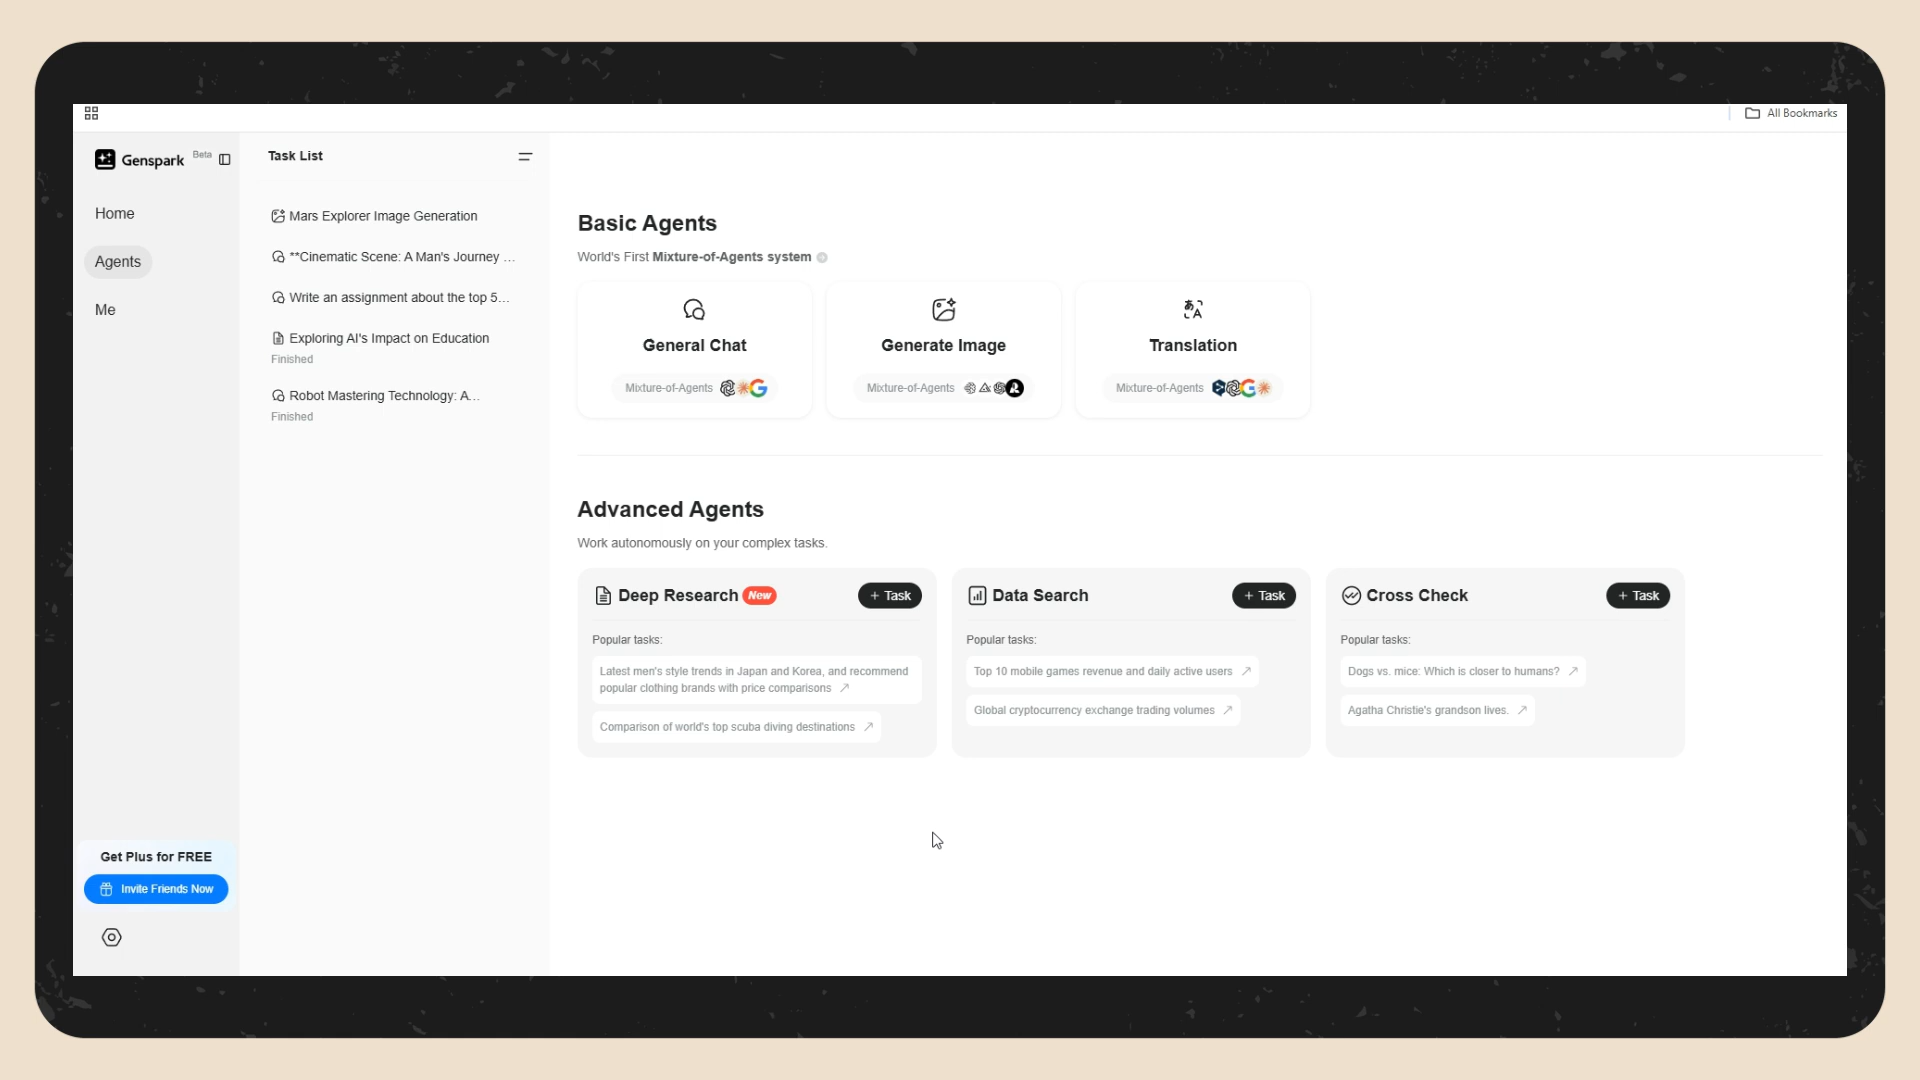 All Bookmarks
Genspark Beta
Home
Agents
Me
Get Plus for FREE
Invite Friends Now
Task List
Mars Explorer Image Generation
**Cinematic Scene: A Man's Journey ...
Write an assignment about the top 5...
Exploring AI's Impact on Education
Finished
Robot Mastering Technology: A...
Finished
Basic Agents
World's First Mixture-of-Agents system
General Chat
Mixture-of-Agents
Generate Image
Mixture-of-Agents
Translation
Mixture-of-Agents
Advanced Agents
Work autonomously on your complex tasks.
Deep Research New + Task
Popular tasks:
Latest men's style trends in Japan and Korea, and recommend
popular clothing brands with price comparisons
Comparison of world's top scuba diving destinations
Data Search + Task
Popular tasks:
Top 10 mobile games revenue and daily active users
Global cryptocurrency exchange trading volumes
Cross Check + Task
Popular tasks:
Dogs vs. mice: Which is closer to humans?
Agatha Christie's grandson lives.